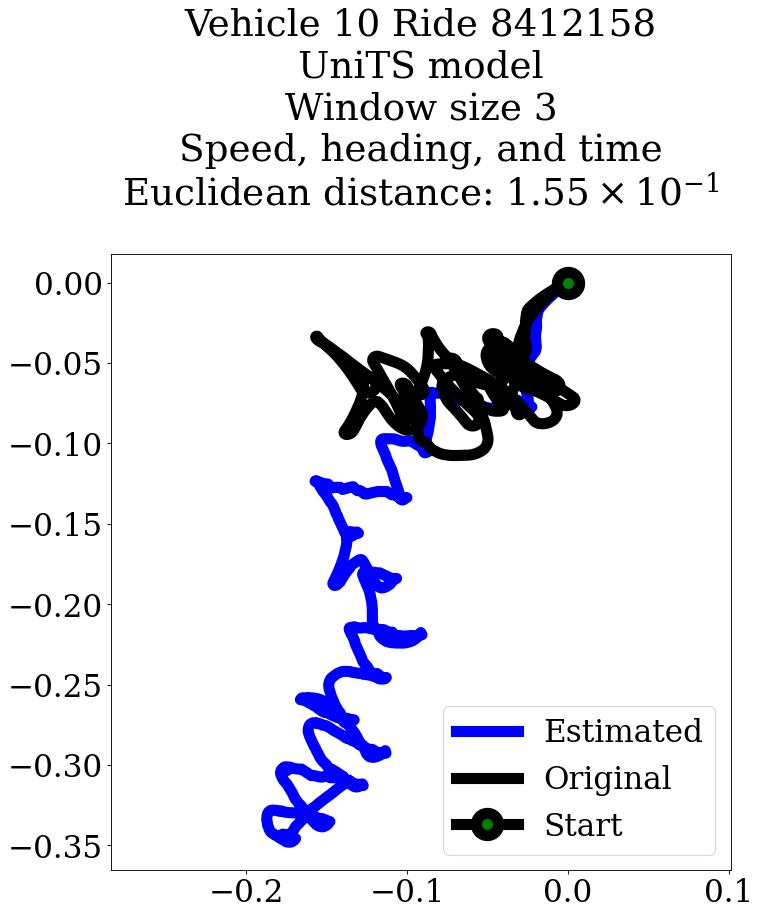 Vehicle 10 Ride 8412158
UniTS model
Window size 3
Speed, heading, and time
Euclidean distance: 1.55 × 10⁻¹
0.00
−0.05
−0.10
−0.15
−0.20
−0.25
−0.30
−0.35
Estimated
Original
Start
−0.2
−0.1
0.0
0.1